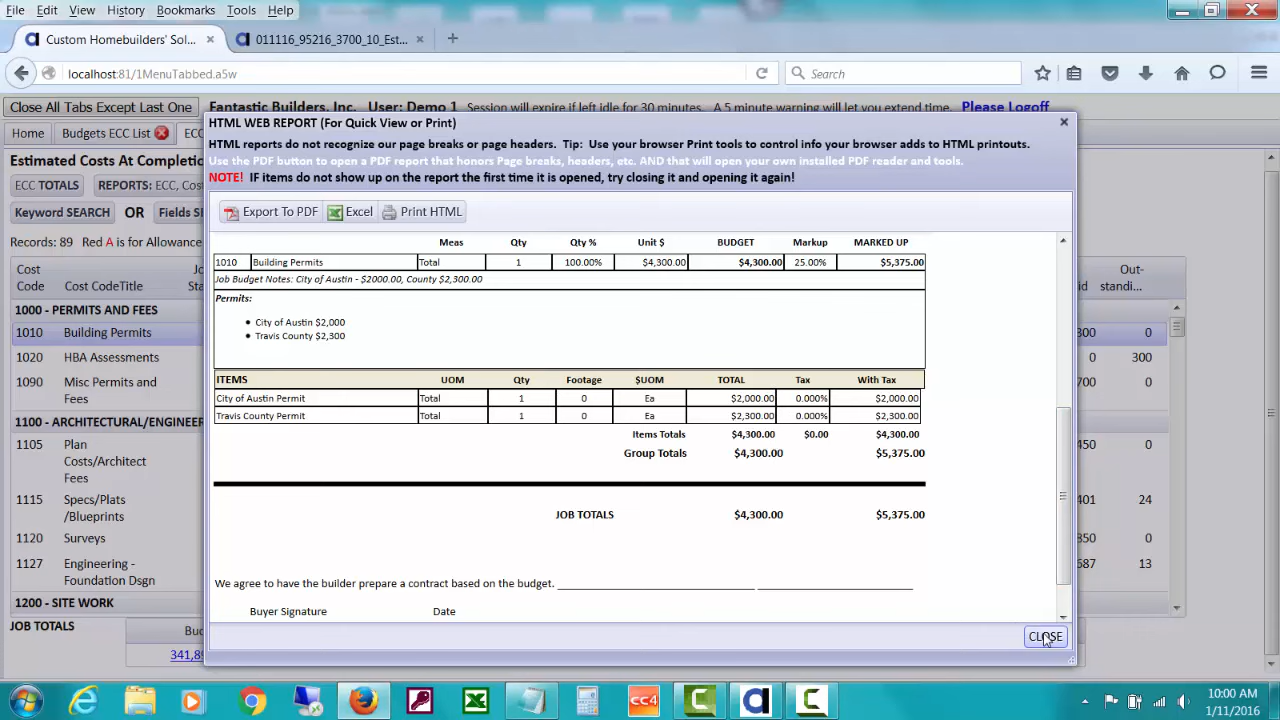 File Edit View History Bookmarks Tools Help
Custom Homebuilders' Sol... × 011116_95216_3700_10_Est... × +
localhost:81/1MenuTabbed.a5w Search
Close All Tabs Except Last One Fantastic Builders, Inc. User: Demo 1 Session will expire if left idle for 30 minutes. A 5 minute warning will let you extend time. Please Logoff
Home Budgets ECC List ECC
HTML WEB REPORT (For Quick View or Print)
HTML reports do not recognize our page breaks or page headers. Tip: Use your browser Print tools to control info your browser adds to HTML printouts.
Use the PDF button to open a PDF report that honors Page breaks, headers, etc. AND that will open your own installed PDF reader and tools.
NOTE! IF items do not show up on the report the first time it is opened, try closing it and opening it again!
Export To PDF Excel Print HTML
Estimated Costs At Completic
ECC TOTALS REPORTS: ECC, Cost
Keyword SEARCH OR Fields S
Records: 89 Red A is for Allowance
Cost Code Cost CodeTitle
1000 - PERMITS AND FEES
1010 Building Permits
1020 HBA Assessments
1090 Misc Permits and
Fees
1100 - ARCHITECTURAL/ENGINEER
1105 Plan
Costs/Architect
Fees
1115 Specs/Plats
/Blueprints
1120 Surveys
1127 Engineering -
Foundation Dsgn
1200 - SITE WORK
JOB TOTALS
341,89
Meas Qty Qty % Unit $ BUDGET Markup MARKED UP
1010 Building Permits Total 1 100.00% $4,300.00 $4,300.00 25.00% $5,375.00
Job Budget Notes: City of Austin - $2000.00, County $2,300.00
Permits:
• City of Austin $2,000
• Travis County $2,300
ITEMS UOM Qty Footage $UOM TOTAL Tax With Tax
City of Austin Permit Total 1 0 Ea $2,000.00 0.000% $2,000.00
Travis County Permit Total 1 0 Ea $2,300.00 0.000% $2,300.00
Items Totals $4,300.00 $0.00 $4,300.00
Group Totals $4,300.00 $5,375.00
JOB TOTALS $4,300.00 $5,375.00
We agree to have the builder prepare a contract based on the budget.
Buyer Signature Date
CLOSE
id Out-
standi...
300 0
0 300
700 0
450 0
401 24
850 0
687 13
CC4
10:00 AM
1/11/2016